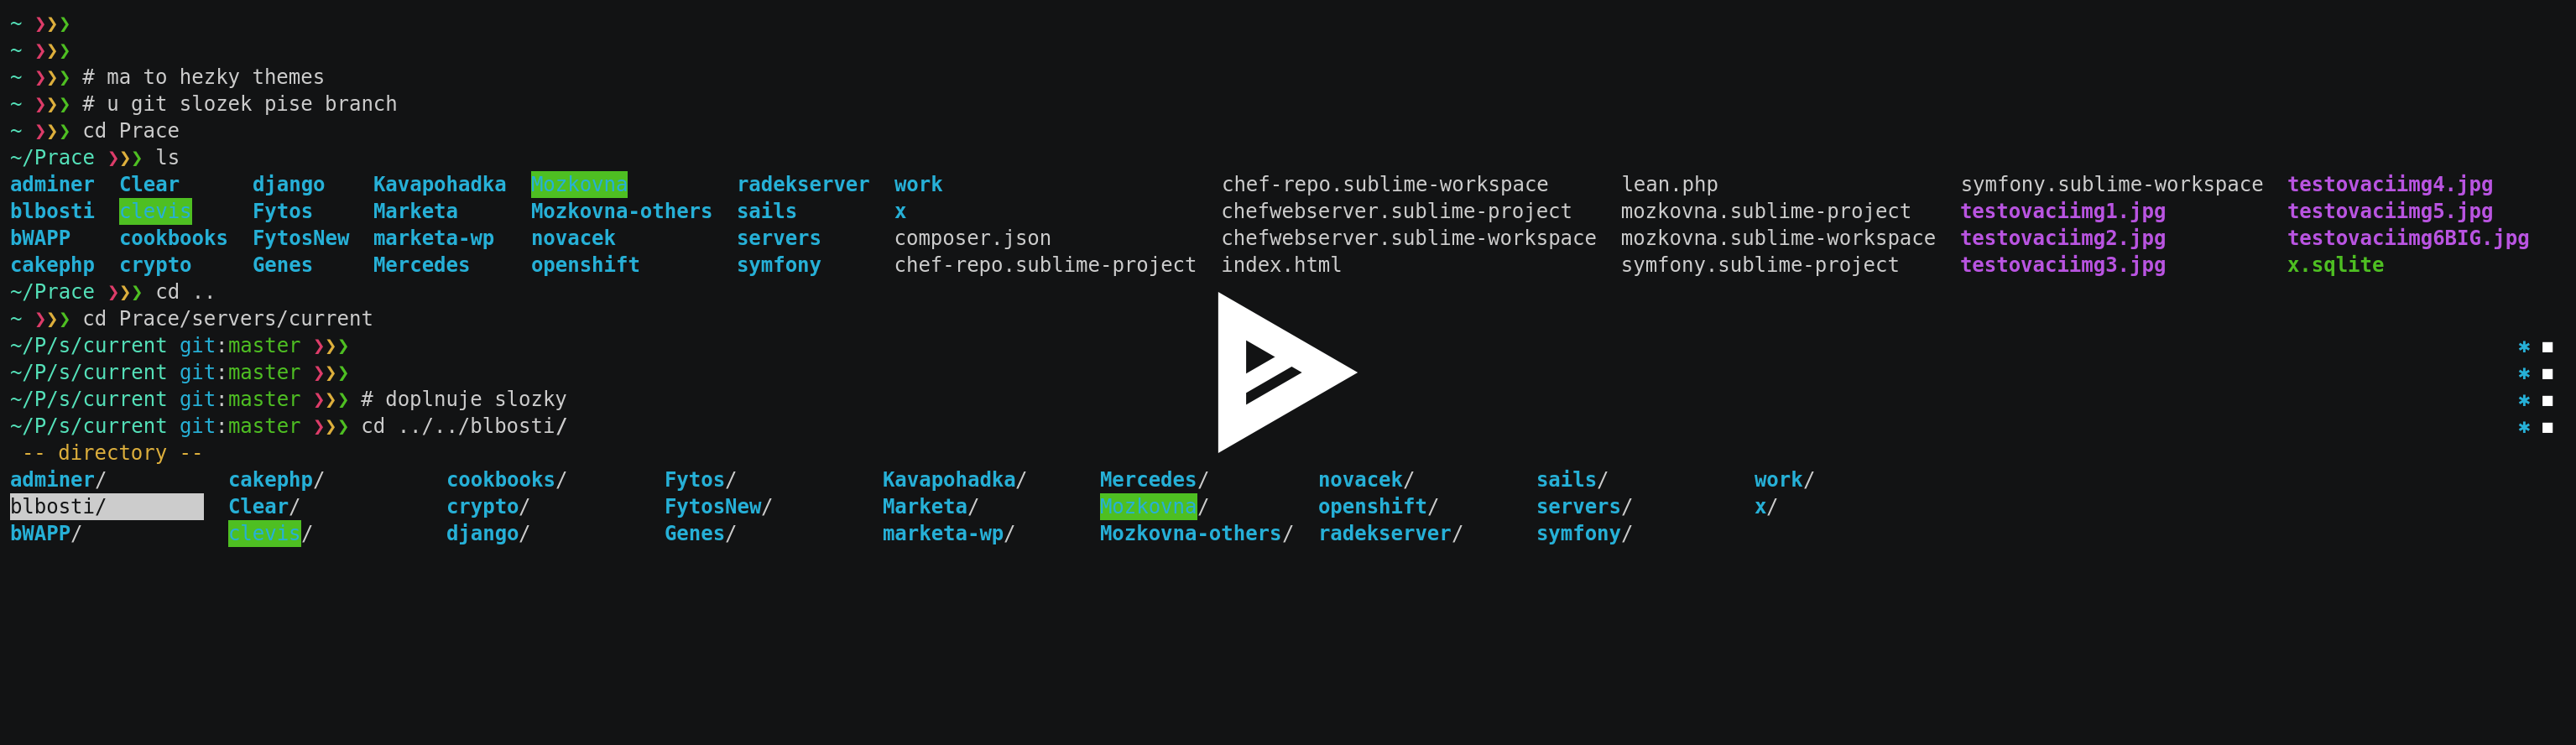 ~ ❯❯❯
~ ❯❯❯
~ ❯❯❯ # ma to hezky themes
~ ❯❯❯ # u git slozek pise branch
~ ❯❯❯ cd Prace
~/Prace ❯❯❯ ls
adminer Clear django Kavapohadka Mozkovna radekserver work chef-repo.sublime-workspace lean.php symfony.sublime-workspace testovaciimg4.jpg
blbosti clevis Fytos Marketa Mozkovna-others sails x chefwebserver.sublime-project mozkovna.sublime-project testovaciimg1.jpg testovaciimg5.jpg
bWAPP cookbooks FytosNew marketa-wp novacek servers composer.json chefwebserver.sublime-workspace mozkovna.sublime-workspace testovaciimg2.jpg testovaciimg6BIG.jpg
cakephp crypto Genes Mercedes openshift symfony chef-repo.sublime-project index.html symfony.sublime-project testovaciimg3.jpg x.sqlite
~/Prace ❯❯❯ cd ..
~ ❯❯❯ cd Prace/servers/current
~/P/s/current git:master ❯❯❯ ✱ ◼
~/P/s/current git:master ❯❯❯ ✱ ◼
~/P/s/current git:master ❯❯❯ # doplnuje slozky ✱ ◼
~/P/s/current git:master ❯❯❯ cd ../../blbosti/ ✱ ◼
-- directory --
adminer/ cakephp/ cookbooks/ Fytos/ Kavapohadka/ Mercedes/ novacek/ sails/ work/
blbosti/ Clear/ crypto/ FytosNew/ Marketa/ Mozkovna/ openshift/ servers/ x/
bWAPP/ clevis/ django/ Genes/ marketa-wp/ Mozkovna-others/ radekserver/ symfony/